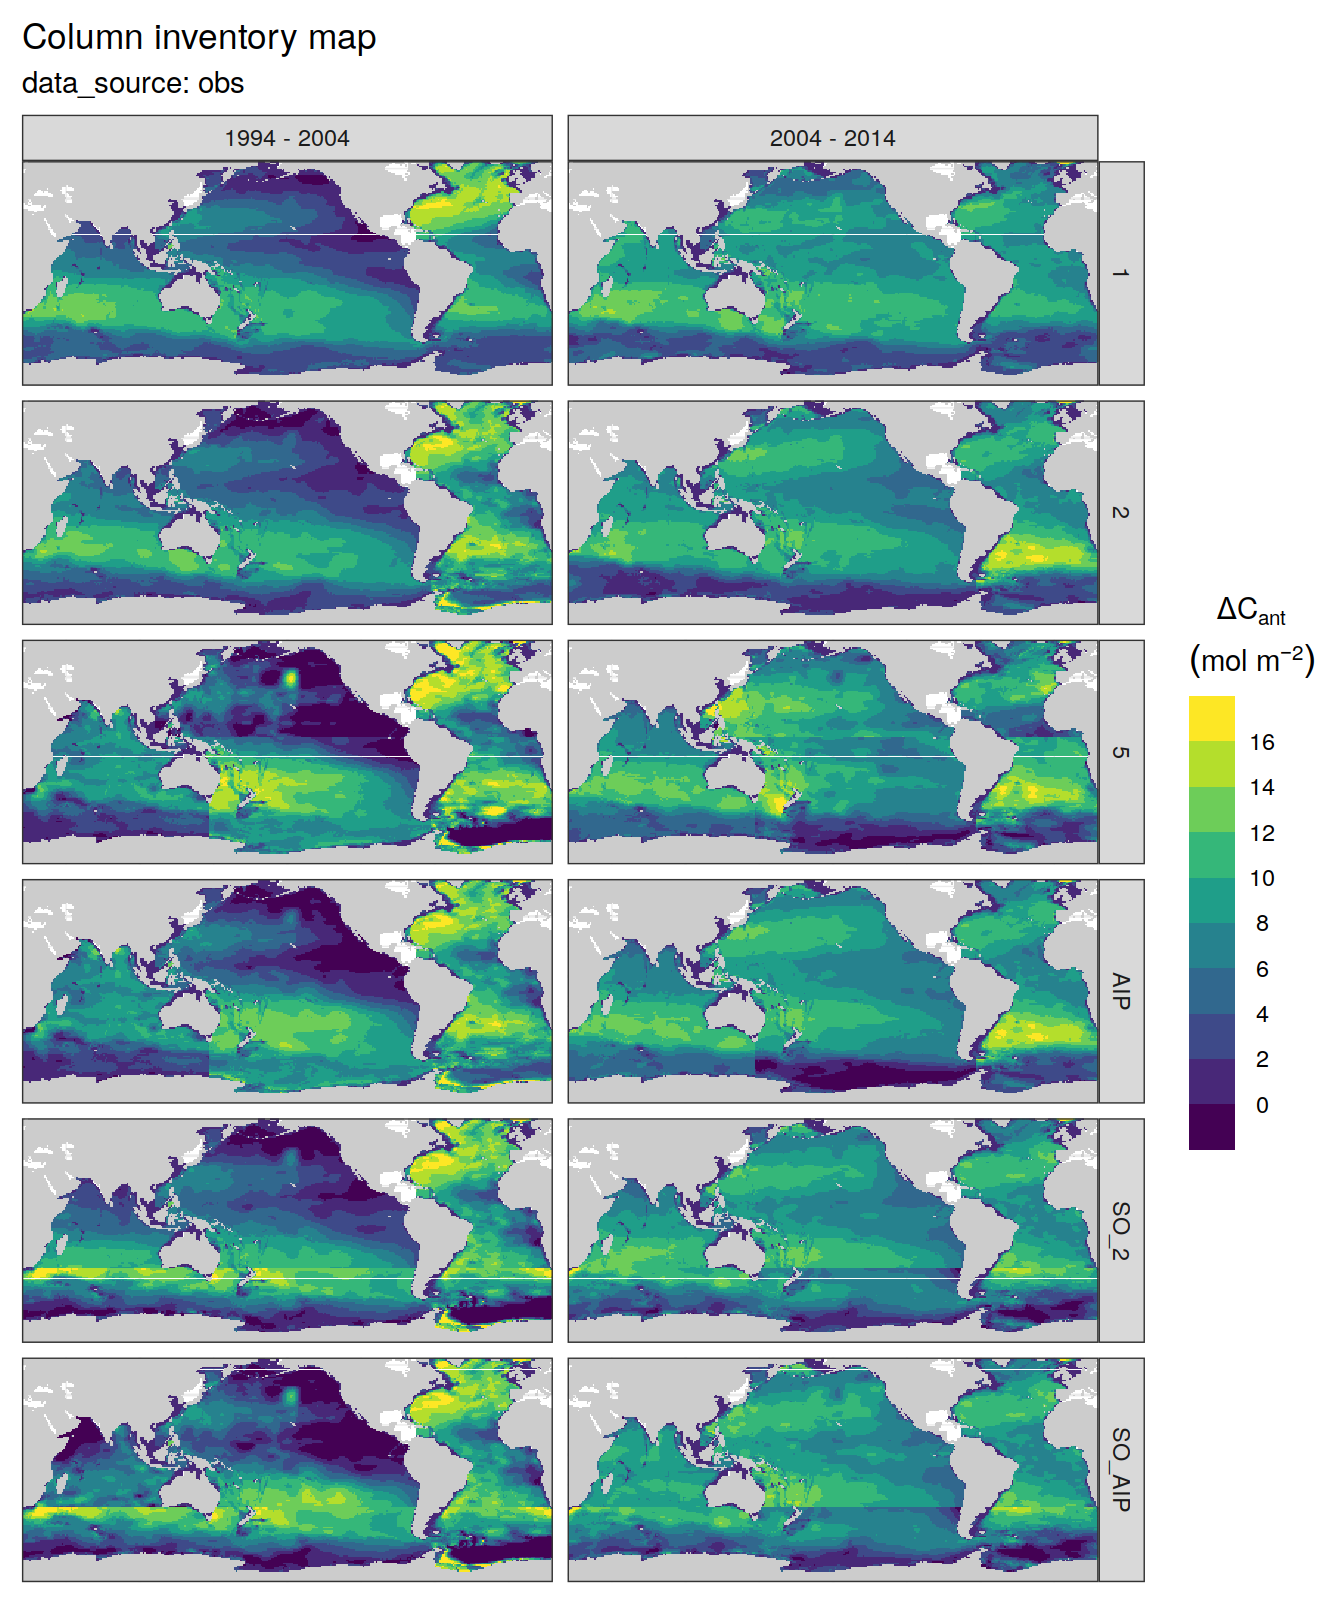 Column inventory map
data_source: obs
1994 - 2004
2004 - 2014
1
2
5
AIP
SO_2
SO_AIP
ΔCant
(mol m−2)
16
14
12
10
8
6
4
2
0